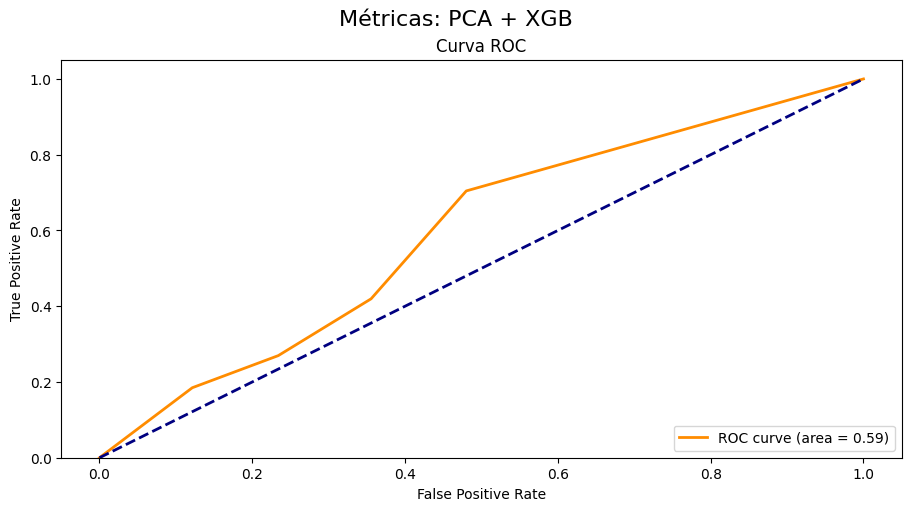 Métricas: PCA + XGB
Curva ROC
True Positive Rate
1.0
0.8
0.6
0.4
0.2
0.0
0.0 0.2 0.4 0.6 0.8 1.0
False Positive Rate
ROC curve (area = 0.59)